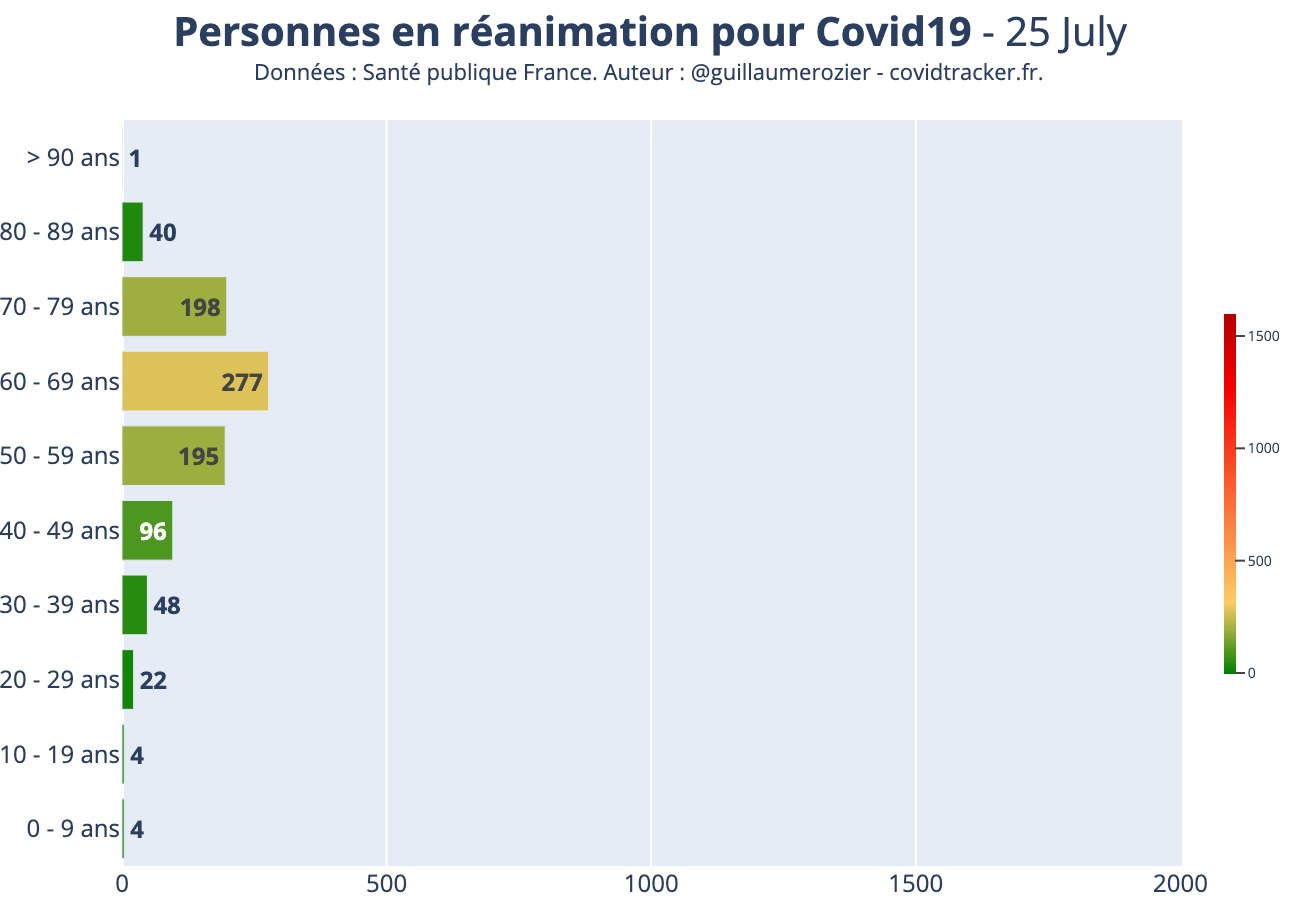 Personnes en réanimation pour Covid19 - 25 July
Données : Santé publique France. Auteur : @guillaumerozier - covidtracker.fr.
> 90 ans 1
80 - 89 ans 40
70 - 79 ans 198
60 - 69 ans 277
50 - 59 ans 195
40 - 49 ans 96
30 - 39 ans 48
20 - 29 ans 22
10 - 19 ans 4
0 - 9 ans 4
0 500 1000 1500 2000
1500
1000
500
0